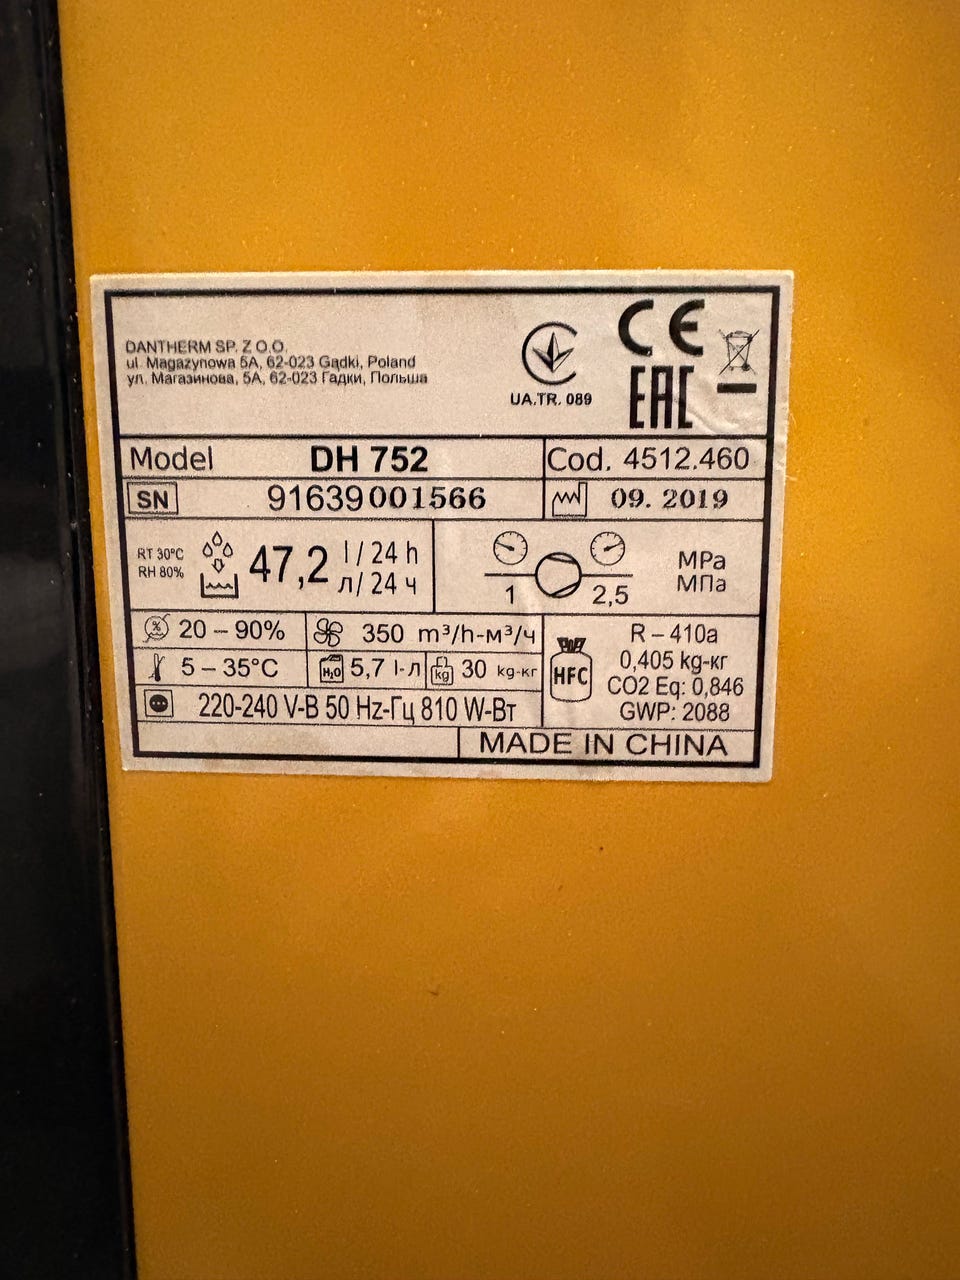 DANTHERM SP. Z O.O.
ul. Magazynowa 5A, 62-023 Gądki, Poland
ул. Магазинова, 5А, 62-023 Гадки, Польша
UA.TR. 089
CE
EAC
Model DH 752 Cod. 4512.460
SN 91639001566 09. 2019
RT 30°C
RH 80%
47,2 l/24 h
л/24 ч
1 2,5
MPa
МПа
% 20 – 90%
350 m³/h-м³/ч
5 – 35°C
H₂O 5,7 l-л
kg 30 kg-кг
HFC
R – 410a
0,405 kg-кг
CO2 Eq: 0,846
GWP: 2088
220-240 V-В 50 Hz-Гц 810 W-Вт
MADE IN CHINA